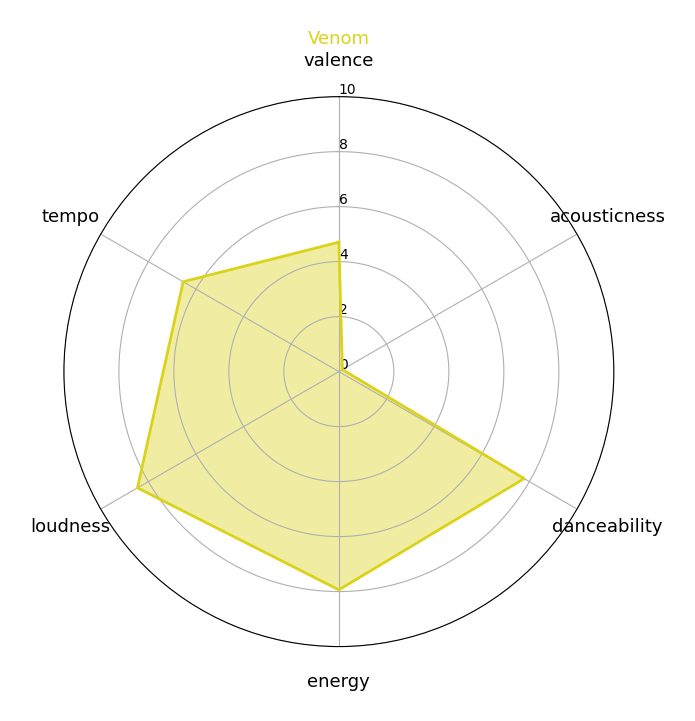 Venom
valence
10
8
6
4
2
0
tempo
acousticness
loudness
danceability
energy